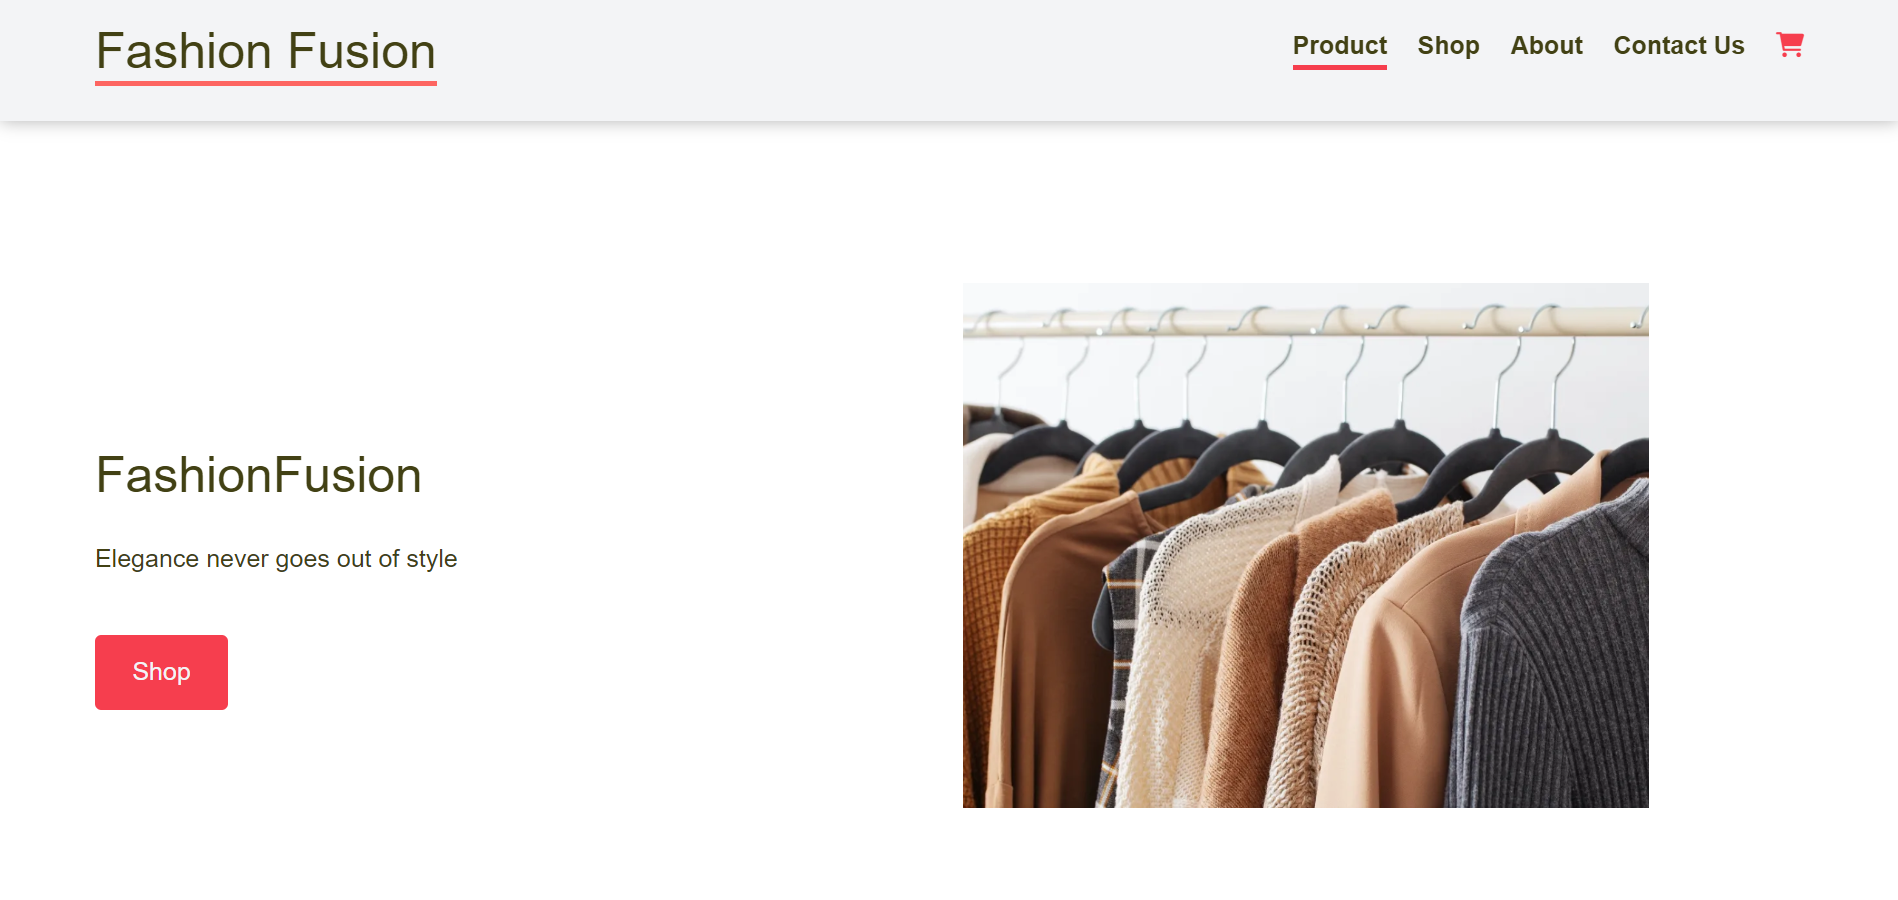 Fashion Fusion
Product Shop About Contact Us
FashionFusion
Elegance never goes out of style
Shop